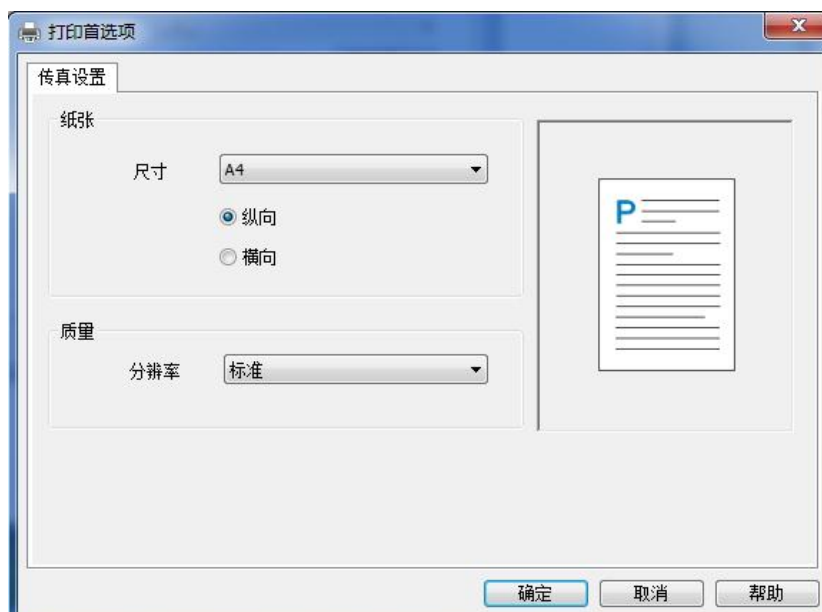 打印首选项
传真设置
纸张
尺寸 A4
纵向
横向
P
质量
分辨率 标准
确定 取消 帮助